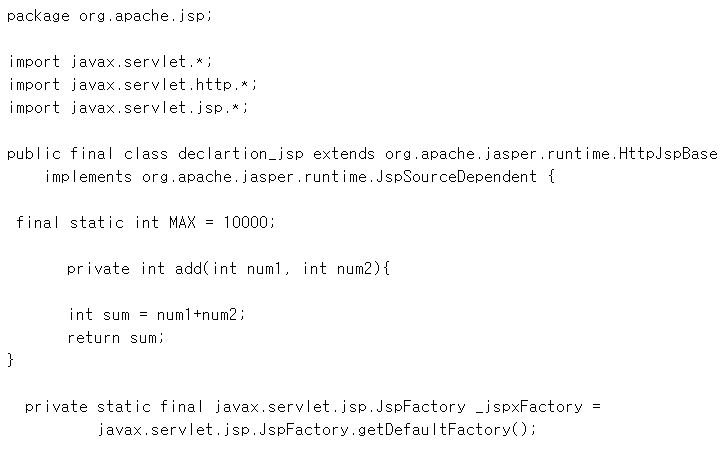 package org.apache.jsp;
import javax.servlet.*;
import javax.servlet.http.*;
import javax.servlet.jsp.*;
public final class declartion_jsp extends org.apache.jasper.runtime.HttpJspBase
implements org.apache.jasper.runtime.JspSourceDependent {
final static int MAX = 10000;
private int add(int num1, int num2){
int sum = num1+num2;
return sum;
}
private static final javax.servlet.jsp.JspFactory _jspxFactory =
javax.servlet.jsp.JspFactory.getDefaultFactory();